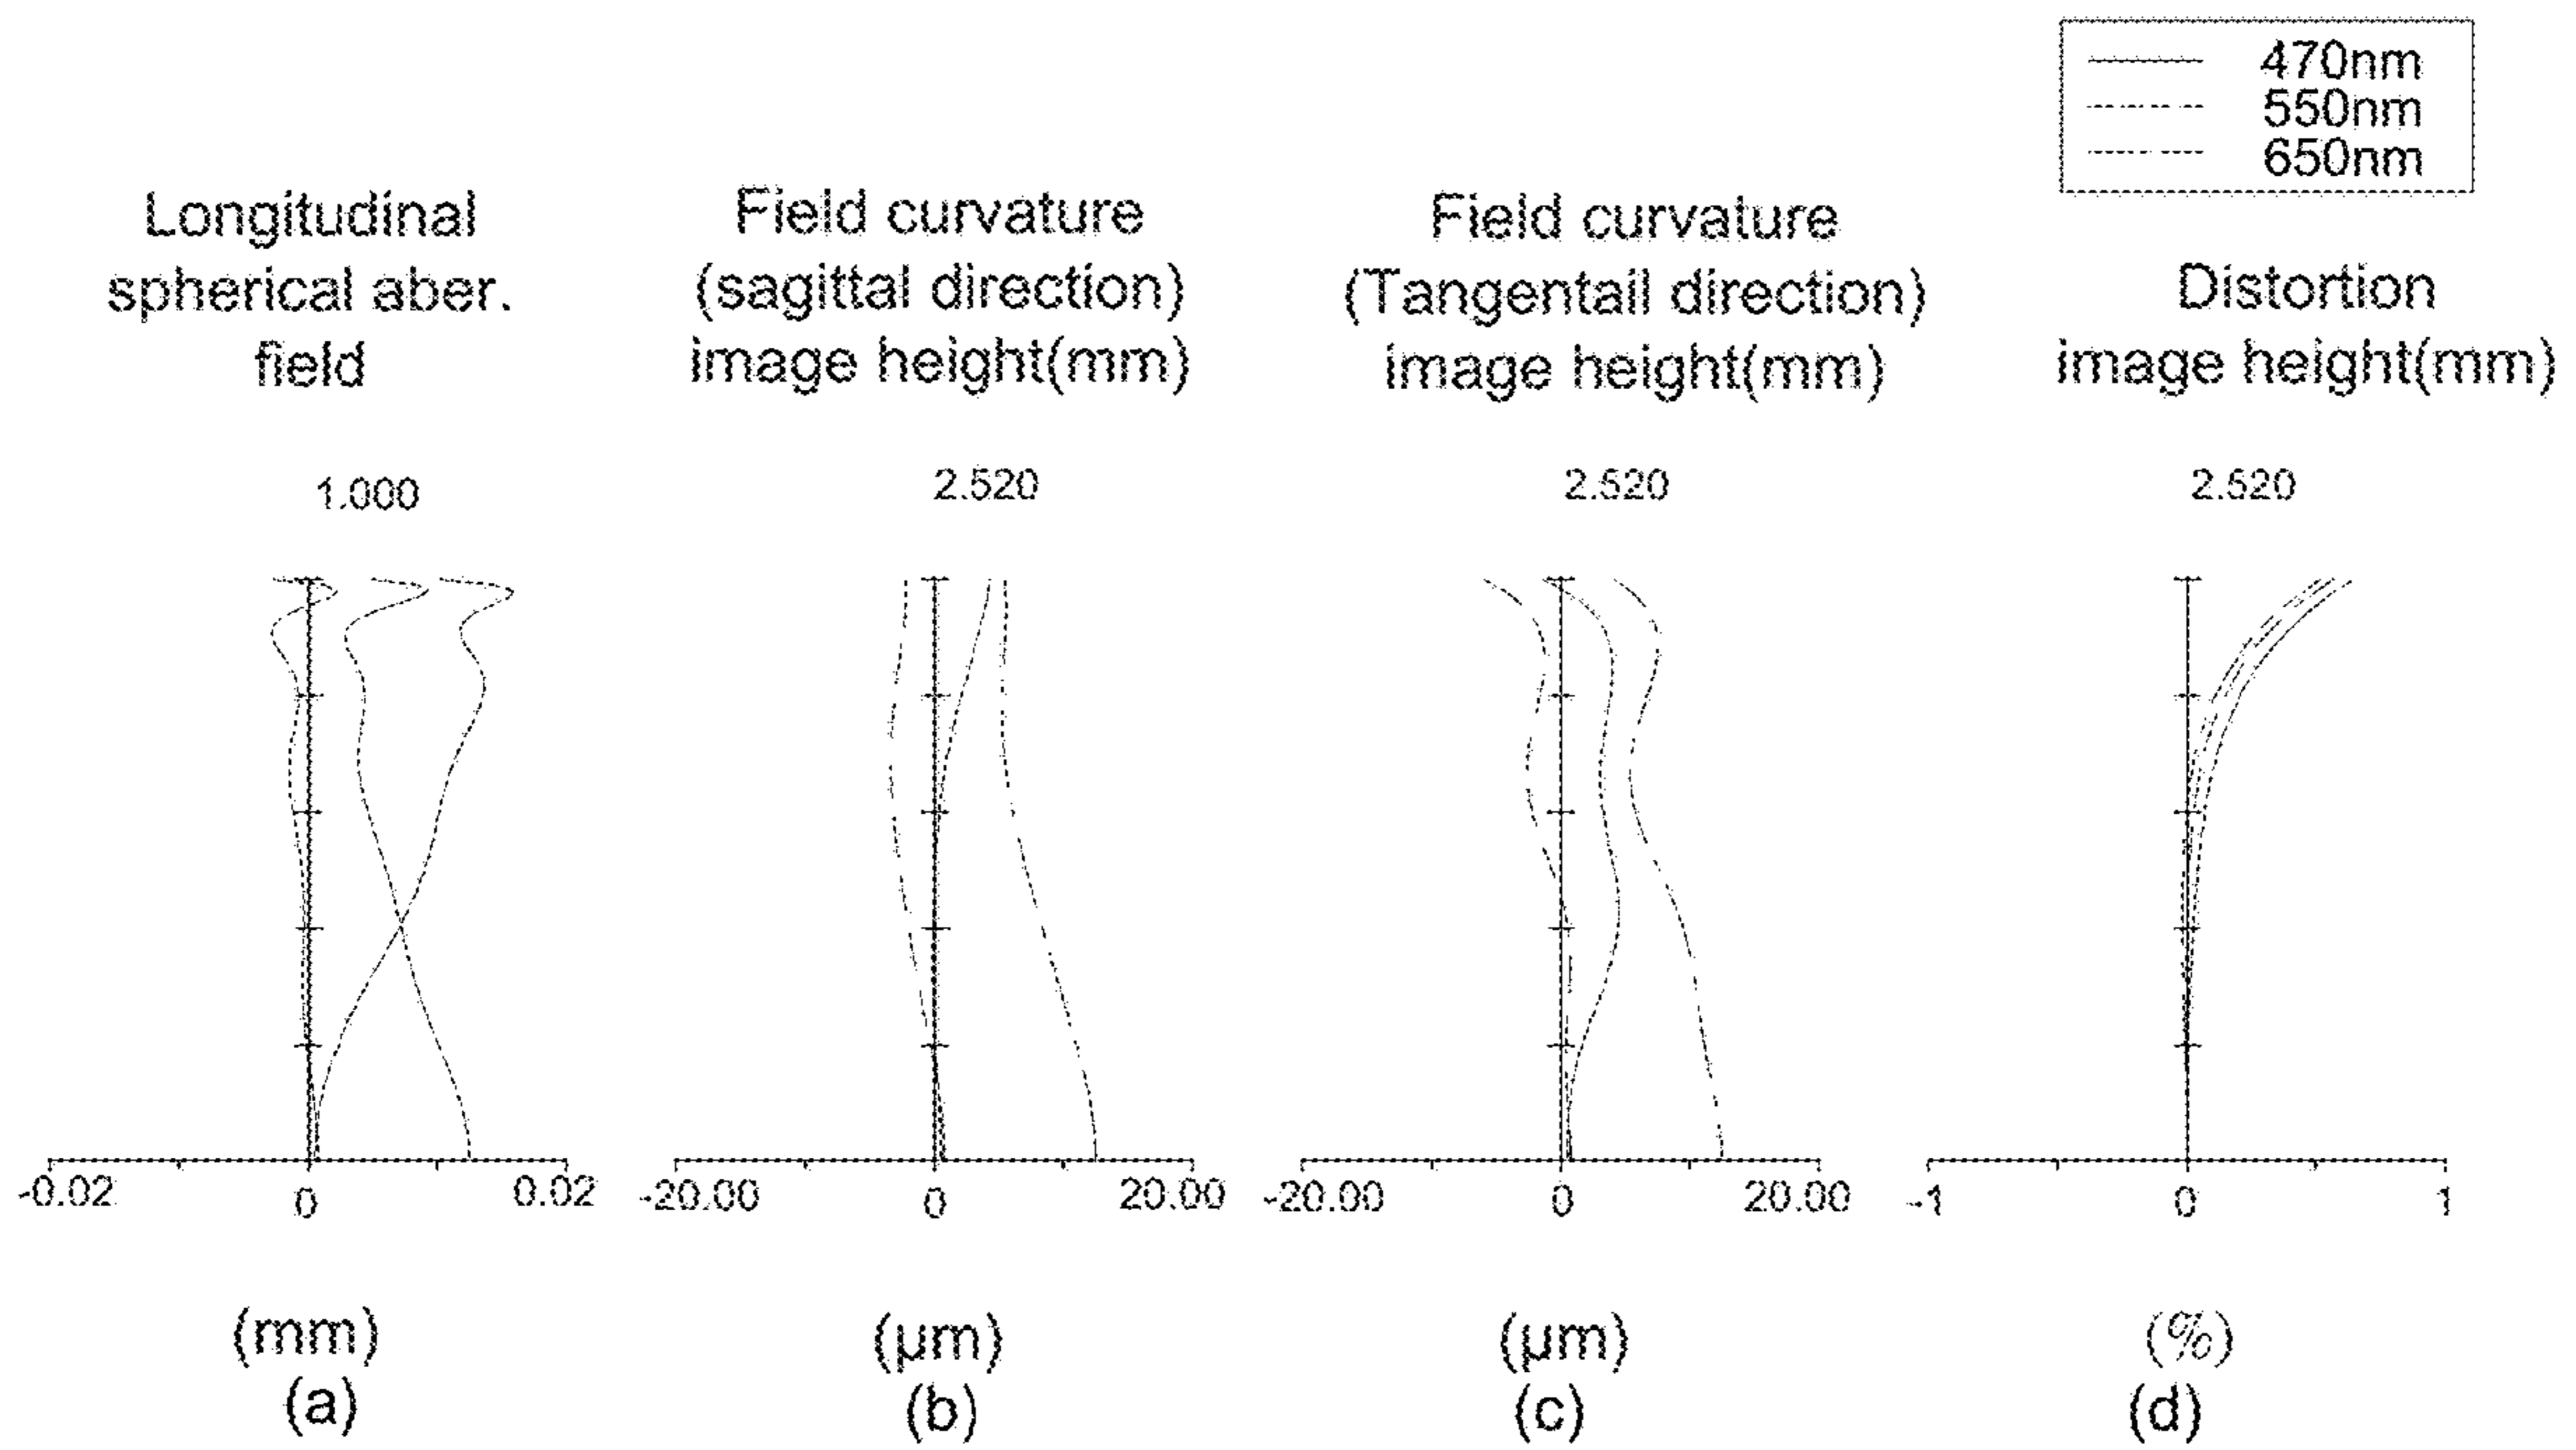 470nm
550nm
650nm
Longitudinal
spherical aber.
field
Field curvature
(sagittal direction)
image height(mm)
Field curvature
(Tangentail direction)
image height(mm)
Distortion
image height(mm)
1.000
2.520
2.520
2.520
-0.02
0
0.02
-20.00
0
20.00
-20.00
0
20.00
-1
0
1
(mm)
(a)
(µm)
(b)
(µm)
(c)
(%)
(d)